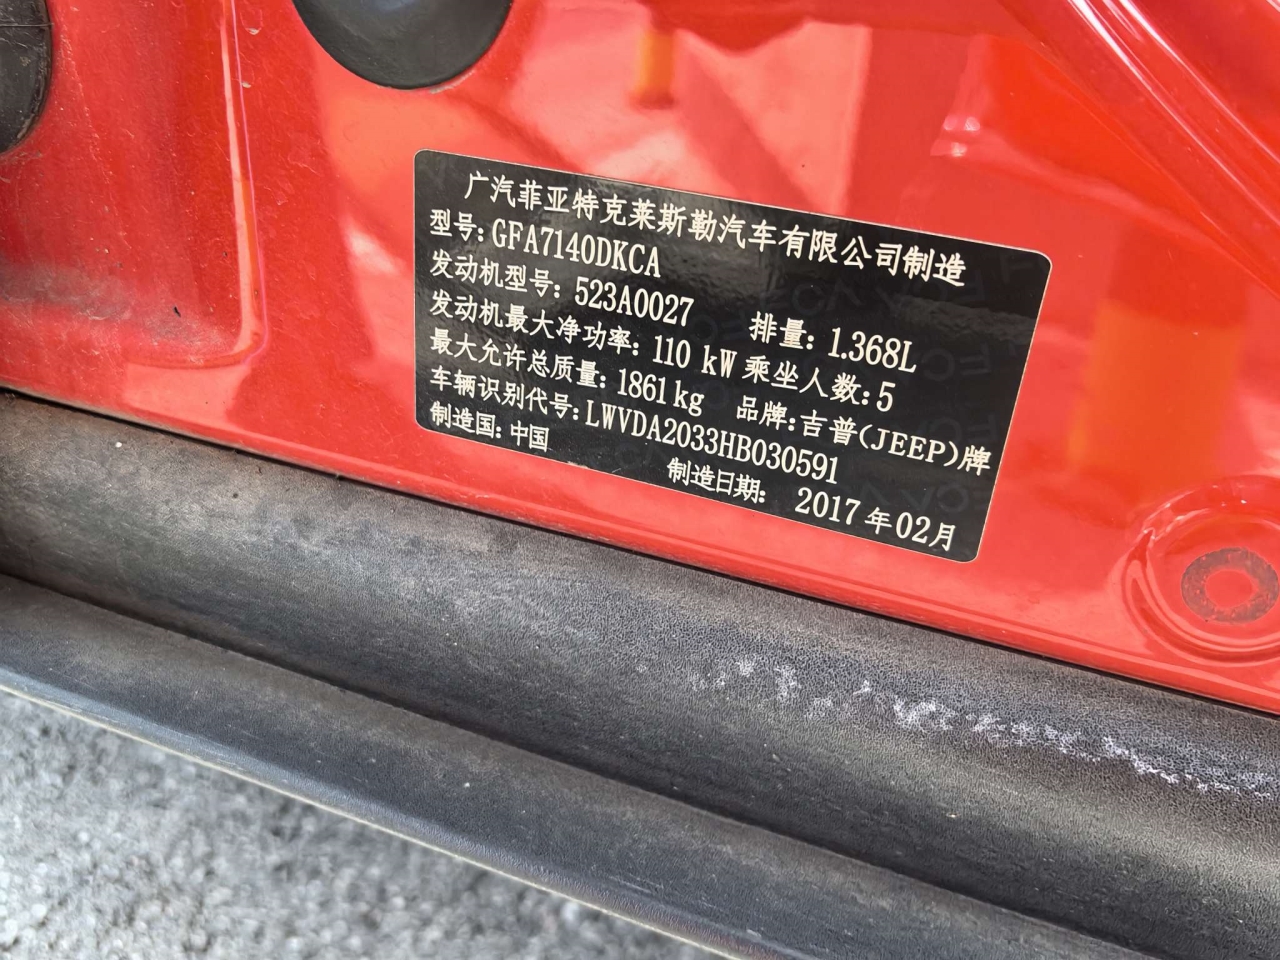 广汽菲亚特克莱斯勒汽车有限公司制造
型号: GFA7140DKCA
发动机型号: 523A0027 排量: 1.368L
发动机最大净功率: 110 kW 乘坐人数: 5
最大允许总质量: 1861 kg 品牌: 吉普(JEEP)牌
车辆识别代号: LWVDA2033HB030591
制造国: 中国 制造日期: 2017年02月